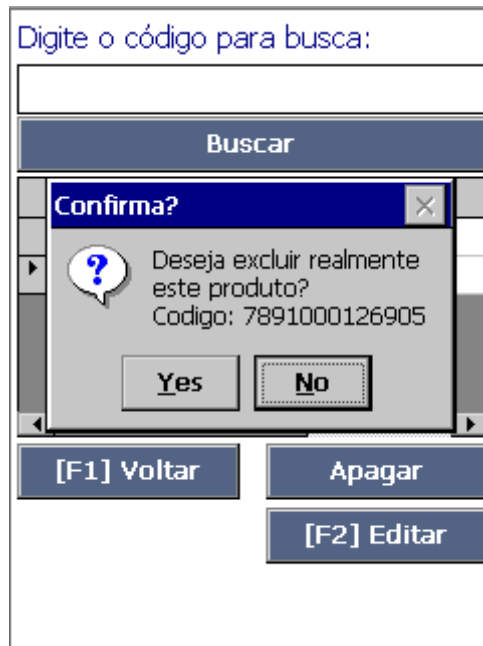 Digite o código para busca:
Buscar
Confirma?
Deseja excluir realmente
este produto?
Codigo: 7891000126905
Yes
No
[F1] Voltar
Apagar
[F2] Editar